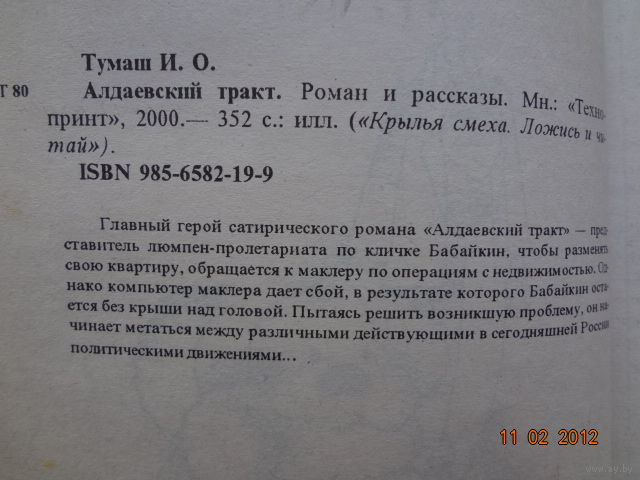 Тумаш И. О.
Т 80 Алдаевский тракт. Роман и рассказы. Мн.: «Техно-
принт», 2000.— 352 с.: илл. («Крылья смеха. Ложись и чи-
тай»).
ISBN 985-6582-19-9
Главный герой сатирического романа «Алдаевский тракт» — пред-
ставитель люмпен-пролетариата по кличке Бабайкин, чтобы разменять
свою квартиру, обращается к маклеру по операциям с недвижимостью. Од-
нако компьютер маклера дает сбой, в результате которого Бабайкин оста-
ется без крыши над головой. Пытаясь решить возникшую проблему, он на-
чинает метаться между различными действующими в сегодняшней России
политическими движениями...
11 02 2012
www.ay.by